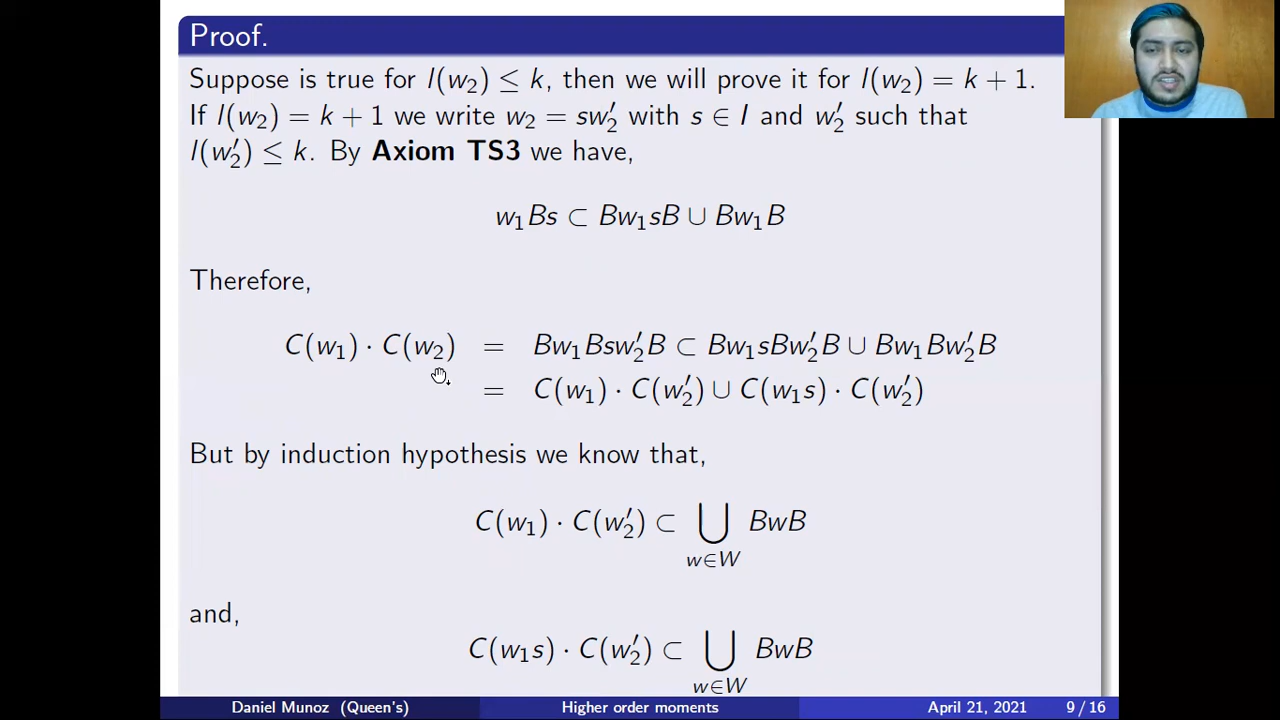 Proof.
Suppose is true for l(w₂) ≤ k, then we will prove it for l(w₂) = k + 1.
If l(w₂) = k + 1 we write w₂ = sw₂′ with s ∈ I and w₂′ such that
l(w₂′) ≤ k. By Axiom TS3 we have,
w₁Bs ⊂ Bw₁sB ∪ Bw₁B
Therefore,
C(w₁) · C(w₂) = Bw₁Bsw₂′B ⊂ Bw₁sBw₂′B ∪ Bw₁Bw₂′B
= C(w₁) · C(w₂′) ∪ C(w₁s) · C(w₂′)
But by induction hypothesis we know that,
C(w₁) · C(w₂′) ⊂ ⋃ BwB
w∈W
and,
C(w₁s) · C(w₂′) ⊂ ⋃ BwB
w∈W
Daniel Munoz (Queen's) Higher order moments April 21, 2021 9 / 16